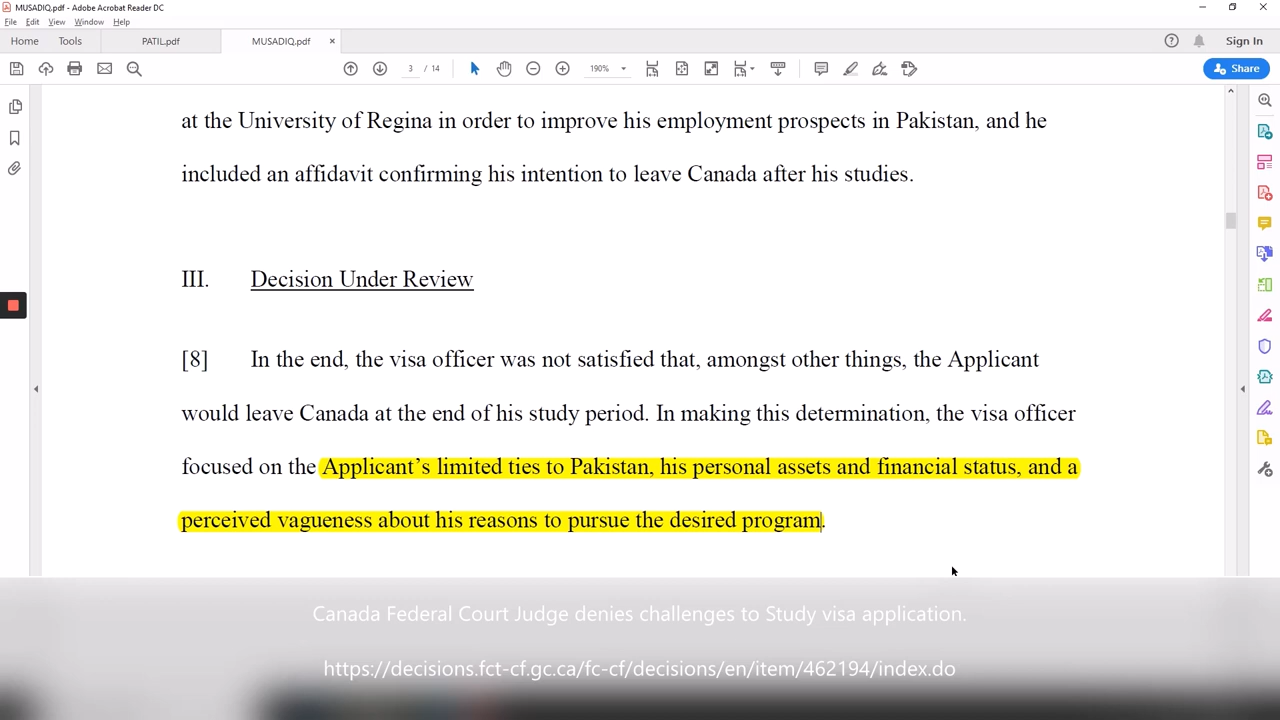 MUSADIQ.pdf - Adobe Acrobat Reader DC
File Edit View Window Help
Home Tools PATIL.pdf MUSADIQ.pdf × Sign In
3 / 14 190% Share
at the University of Regina in order to improve his employment prospects in Pakistan, and he
included an affidavit confirming his intention to leave Canada after his studies.
III. Decision Under Review
[8] In the end, the visa officer was not satisfied that, amongst other things, the Applicant
would leave Canada at the end of his study period. In making this determination, the visa officer
focused on the Applicant’s limited ties to Pakistan, his personal assets and financial status, and a
perceived vagueness about his reasons to pursue the desired program.
Canada Federal Court Judge denies challenges to Study visa application.
https://decisions.fct-cf.gc.ca/fc-cf/decisions/en/item/462194/index.do